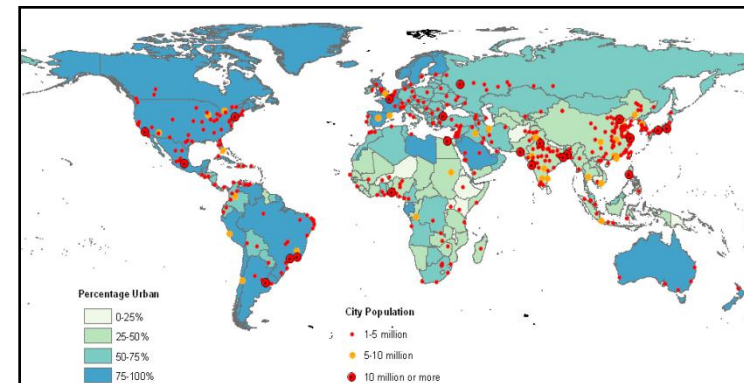 Percentage Urban
0-25%
25-50%
50-75%
75-100%
City Population
1-5 million
5-10 million
10 million or more